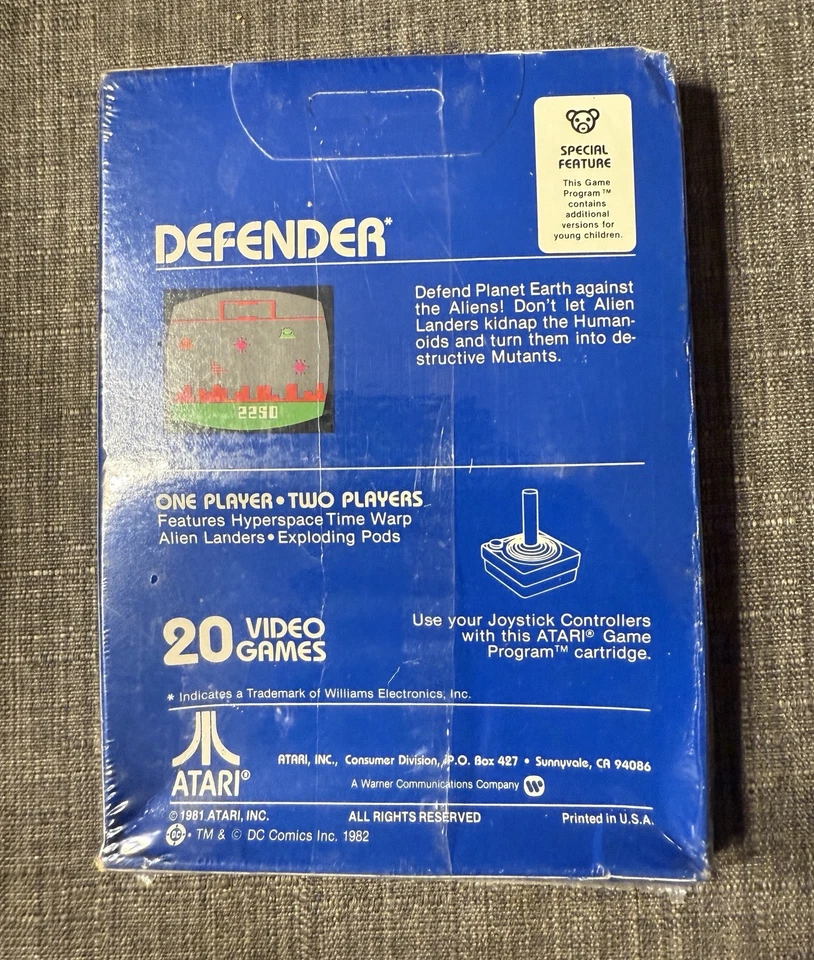 SPECIAL
FEATURE
This Game
Program™
contains
additional
versions for
young children.
DEFENDER*
Defend Planet Earth against
the Aliens! Don't let Alien
Landers kidnap the Human-
oids and turn them into de-
structive Mutants.
2250
ONE PLAYER • TWO PLAYERS
Features Hyperspace Time Warp
Alien Landers • Exploding Pods
20 VIDEO
GAMES
Use your Joystick Controllers
with this ATARI® Game
Program™ cartridge.
* Indicates a Trademark of Williams Electronics, Inc.
ATARI®
ATARI, INC., Consumer Division, P.O. Box 427 • Sunnyvale, CA 94086
A Warner Communications Company
© 1981 ATARI, INC. ALL RIGHTS RESERVED Printed in U.S.A.
DC • TM & © DC Comics Inc. 1982